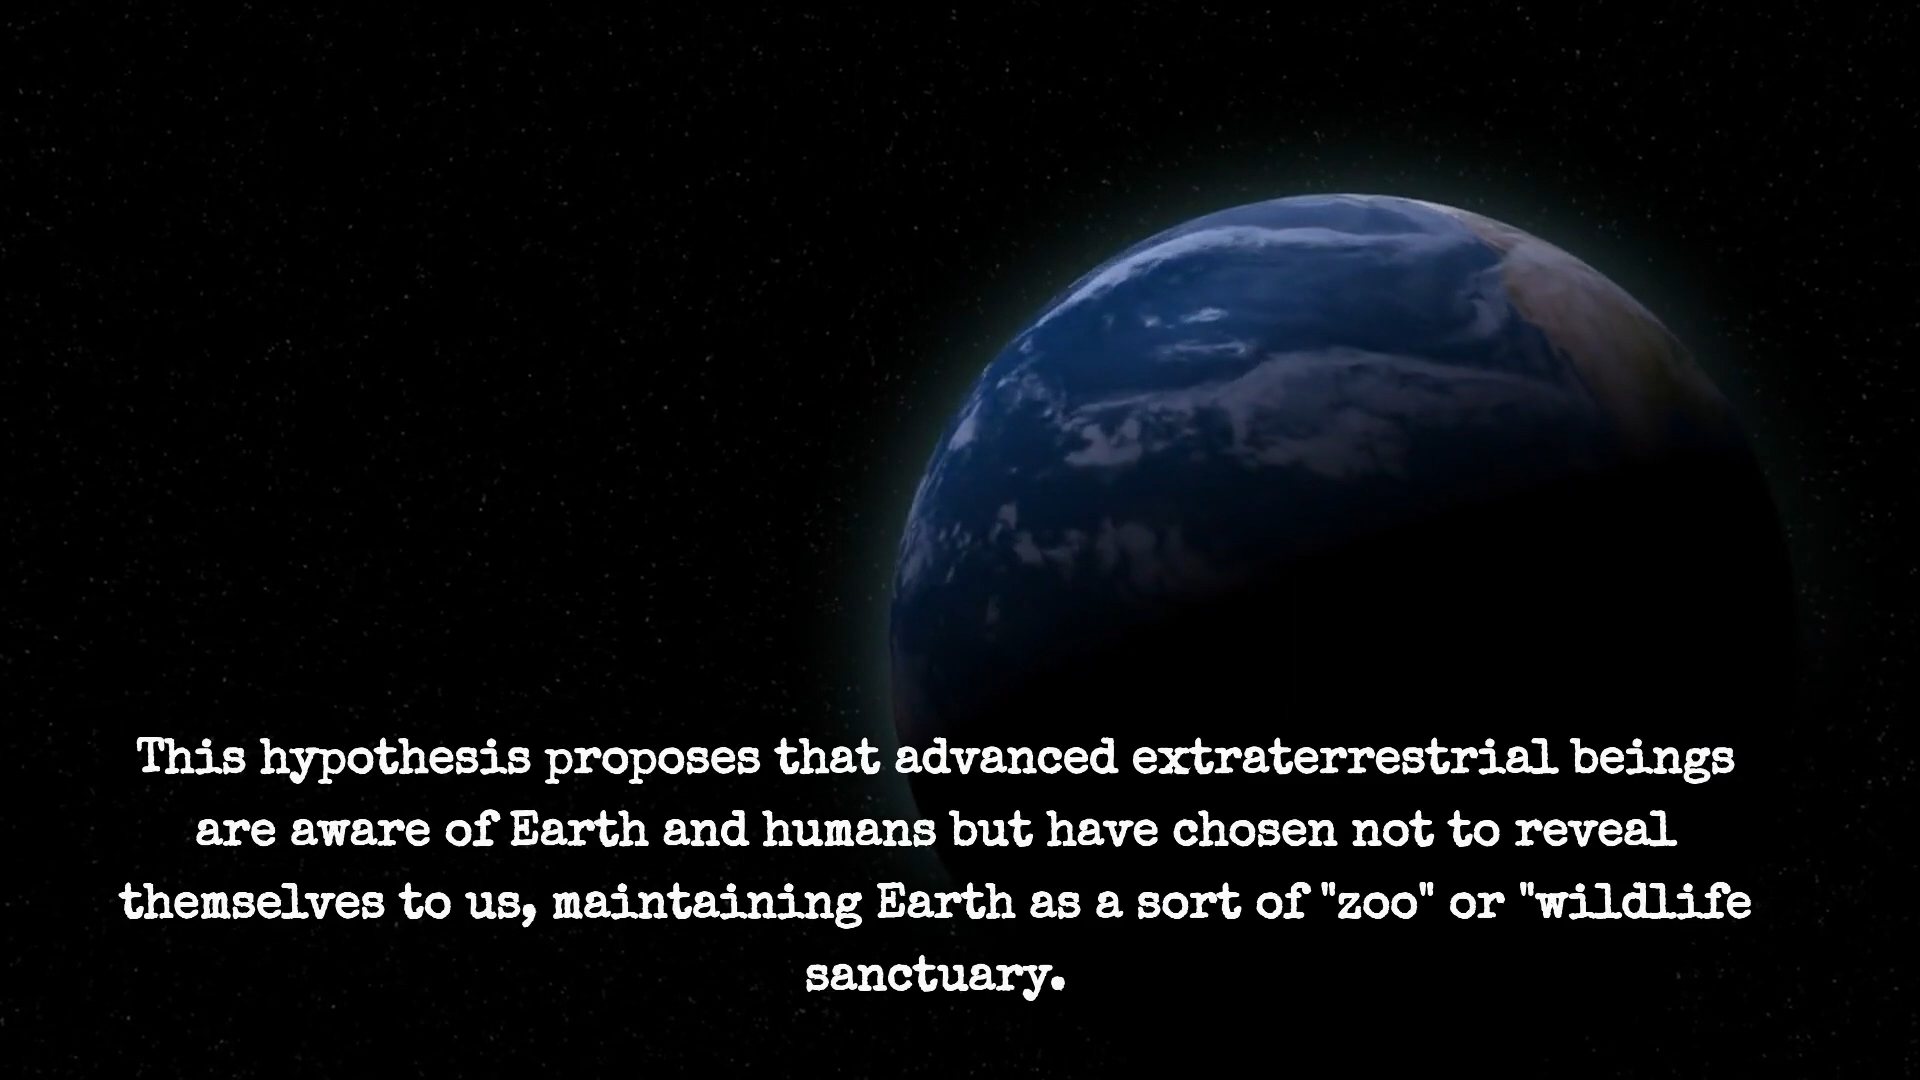 This hypothesis proposes that advanced extraterrestrial beings
are aware of Earth and humans but have chosen not to reveal
themselves to us, maintaining Earth as a sort of "zoo" or "wildlife
sanctuary.